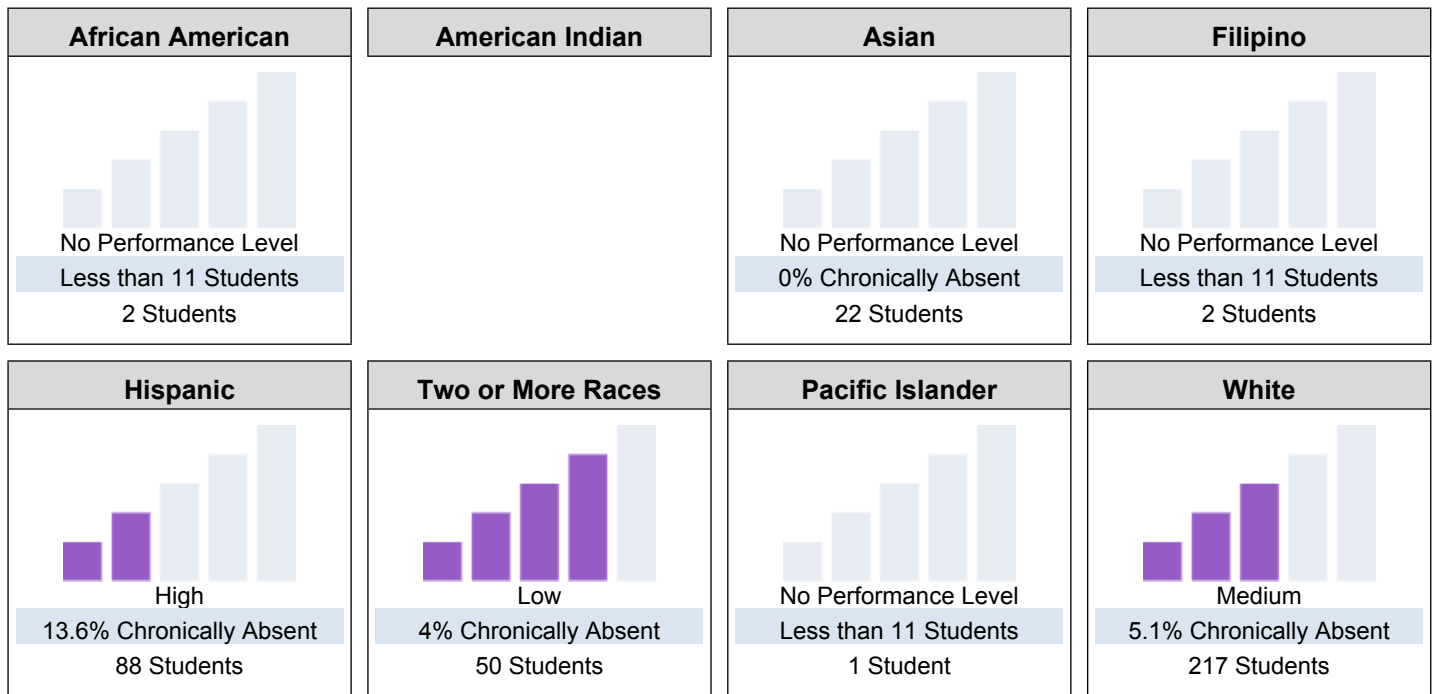 African American
No Performance Level
Less than 11 Students
2 Students
American Indian
Asian
No Performance Level
0% Chronically Absent
22 Students
Filipino
No Performance Level
Less than 11 Students
2 Students
Hispanic
High
13.6% Chronically Absent
88 Students
Two or More Races
Low
4% Chronically Absent
50 Students
Pacific Islander
No Performance Level
Less than 11 Students
1 Student
White
Medium
5.1% Chronically Absent
217 Students